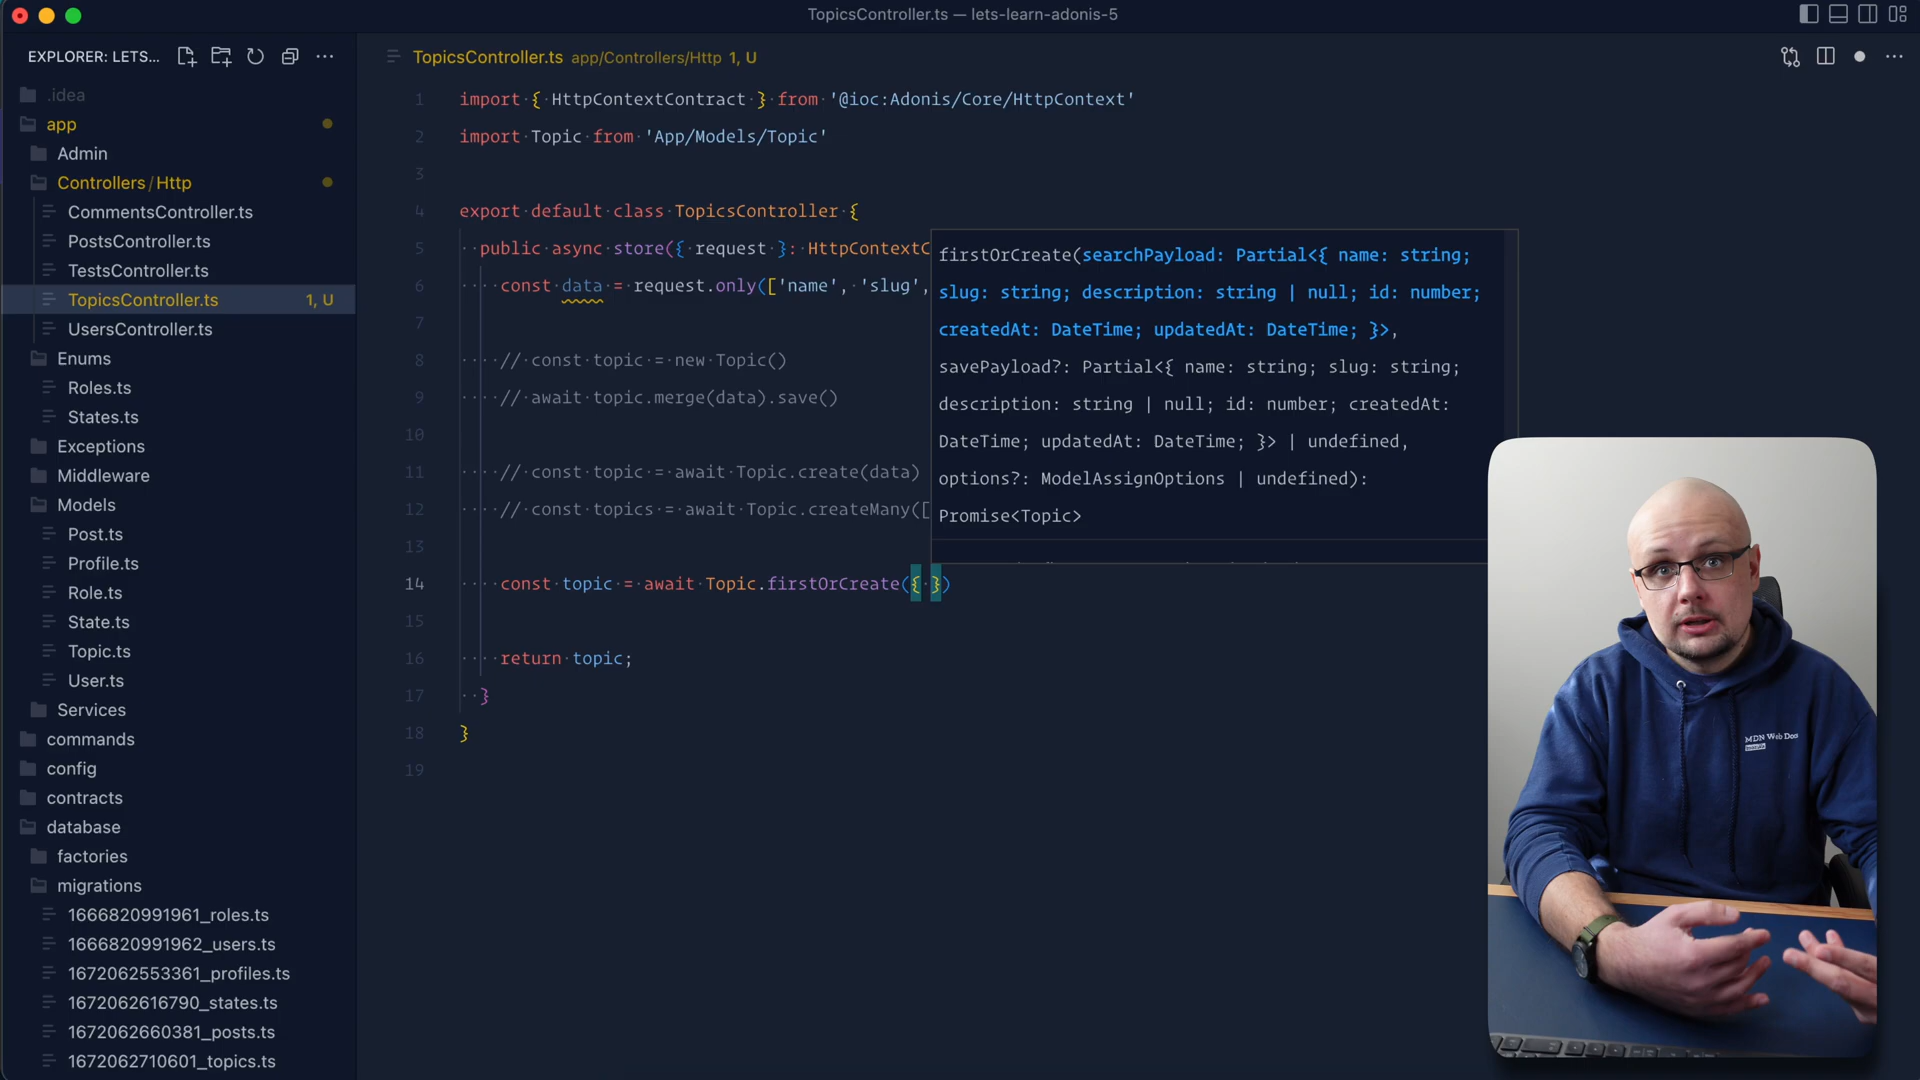 TopicsController.ts — lets-learn-adonis-5
EXPLORER: LETS...
TopicsController.ts app/Controllers/Http 1, U
.idea
app
Admin
Controllers/Http
CommentsController.ts
PostsController.ts
TestsController.ts
TopicsController.ts 1, U
UsersController.ts
Enums
Roles.ts
States.ts
Exceptions
Middleware
Models
Post.ts
Profile.ts
Role.ts
State.ts
Topic.ts
User.ts
Services
commands
config
contracts
database
factories
migrations
1666820991961_roles.ts
1666820991962_users.ts
1672062553361_profiles.ts
1672062616790_states.ts
1672062660381_posts.ts
1672062710601_topics.ts
1 import { HttpContextContract } from '@ioc:Adonis/Core/HttpContext'
2 import Topic from 'App/Models/Topic'
3
4 export default class TopicsController {
5 public async store({ request }: HttpContextC
6 const data = request.only(['name', 'slug',
7
8 // const topic = new Topic()
9 // await topic.merge(data).save()
10
11 // const topic = await Topic.create(data)
12 // const topics = await Topic.createMany([
13
14 const topic = await Topic.firstOrCreate({ })
15
16 return topic;
17 }
18 }
19
firstOrCreate(searchPayload: Partial<{ name: string;
slug: string; description: string | null; id: number;
createdAt: DateTime; updatedAt: DateTime; }>,
savePayload?: Partial<{ name: string; slug: string;
description: string | null; id: number; createdAt:
DateTime; updatedAt: DateTime; }> | undefined,
options?: ModelAssignOptions | undefined):
Promise<Topic>
MDN Web Doc